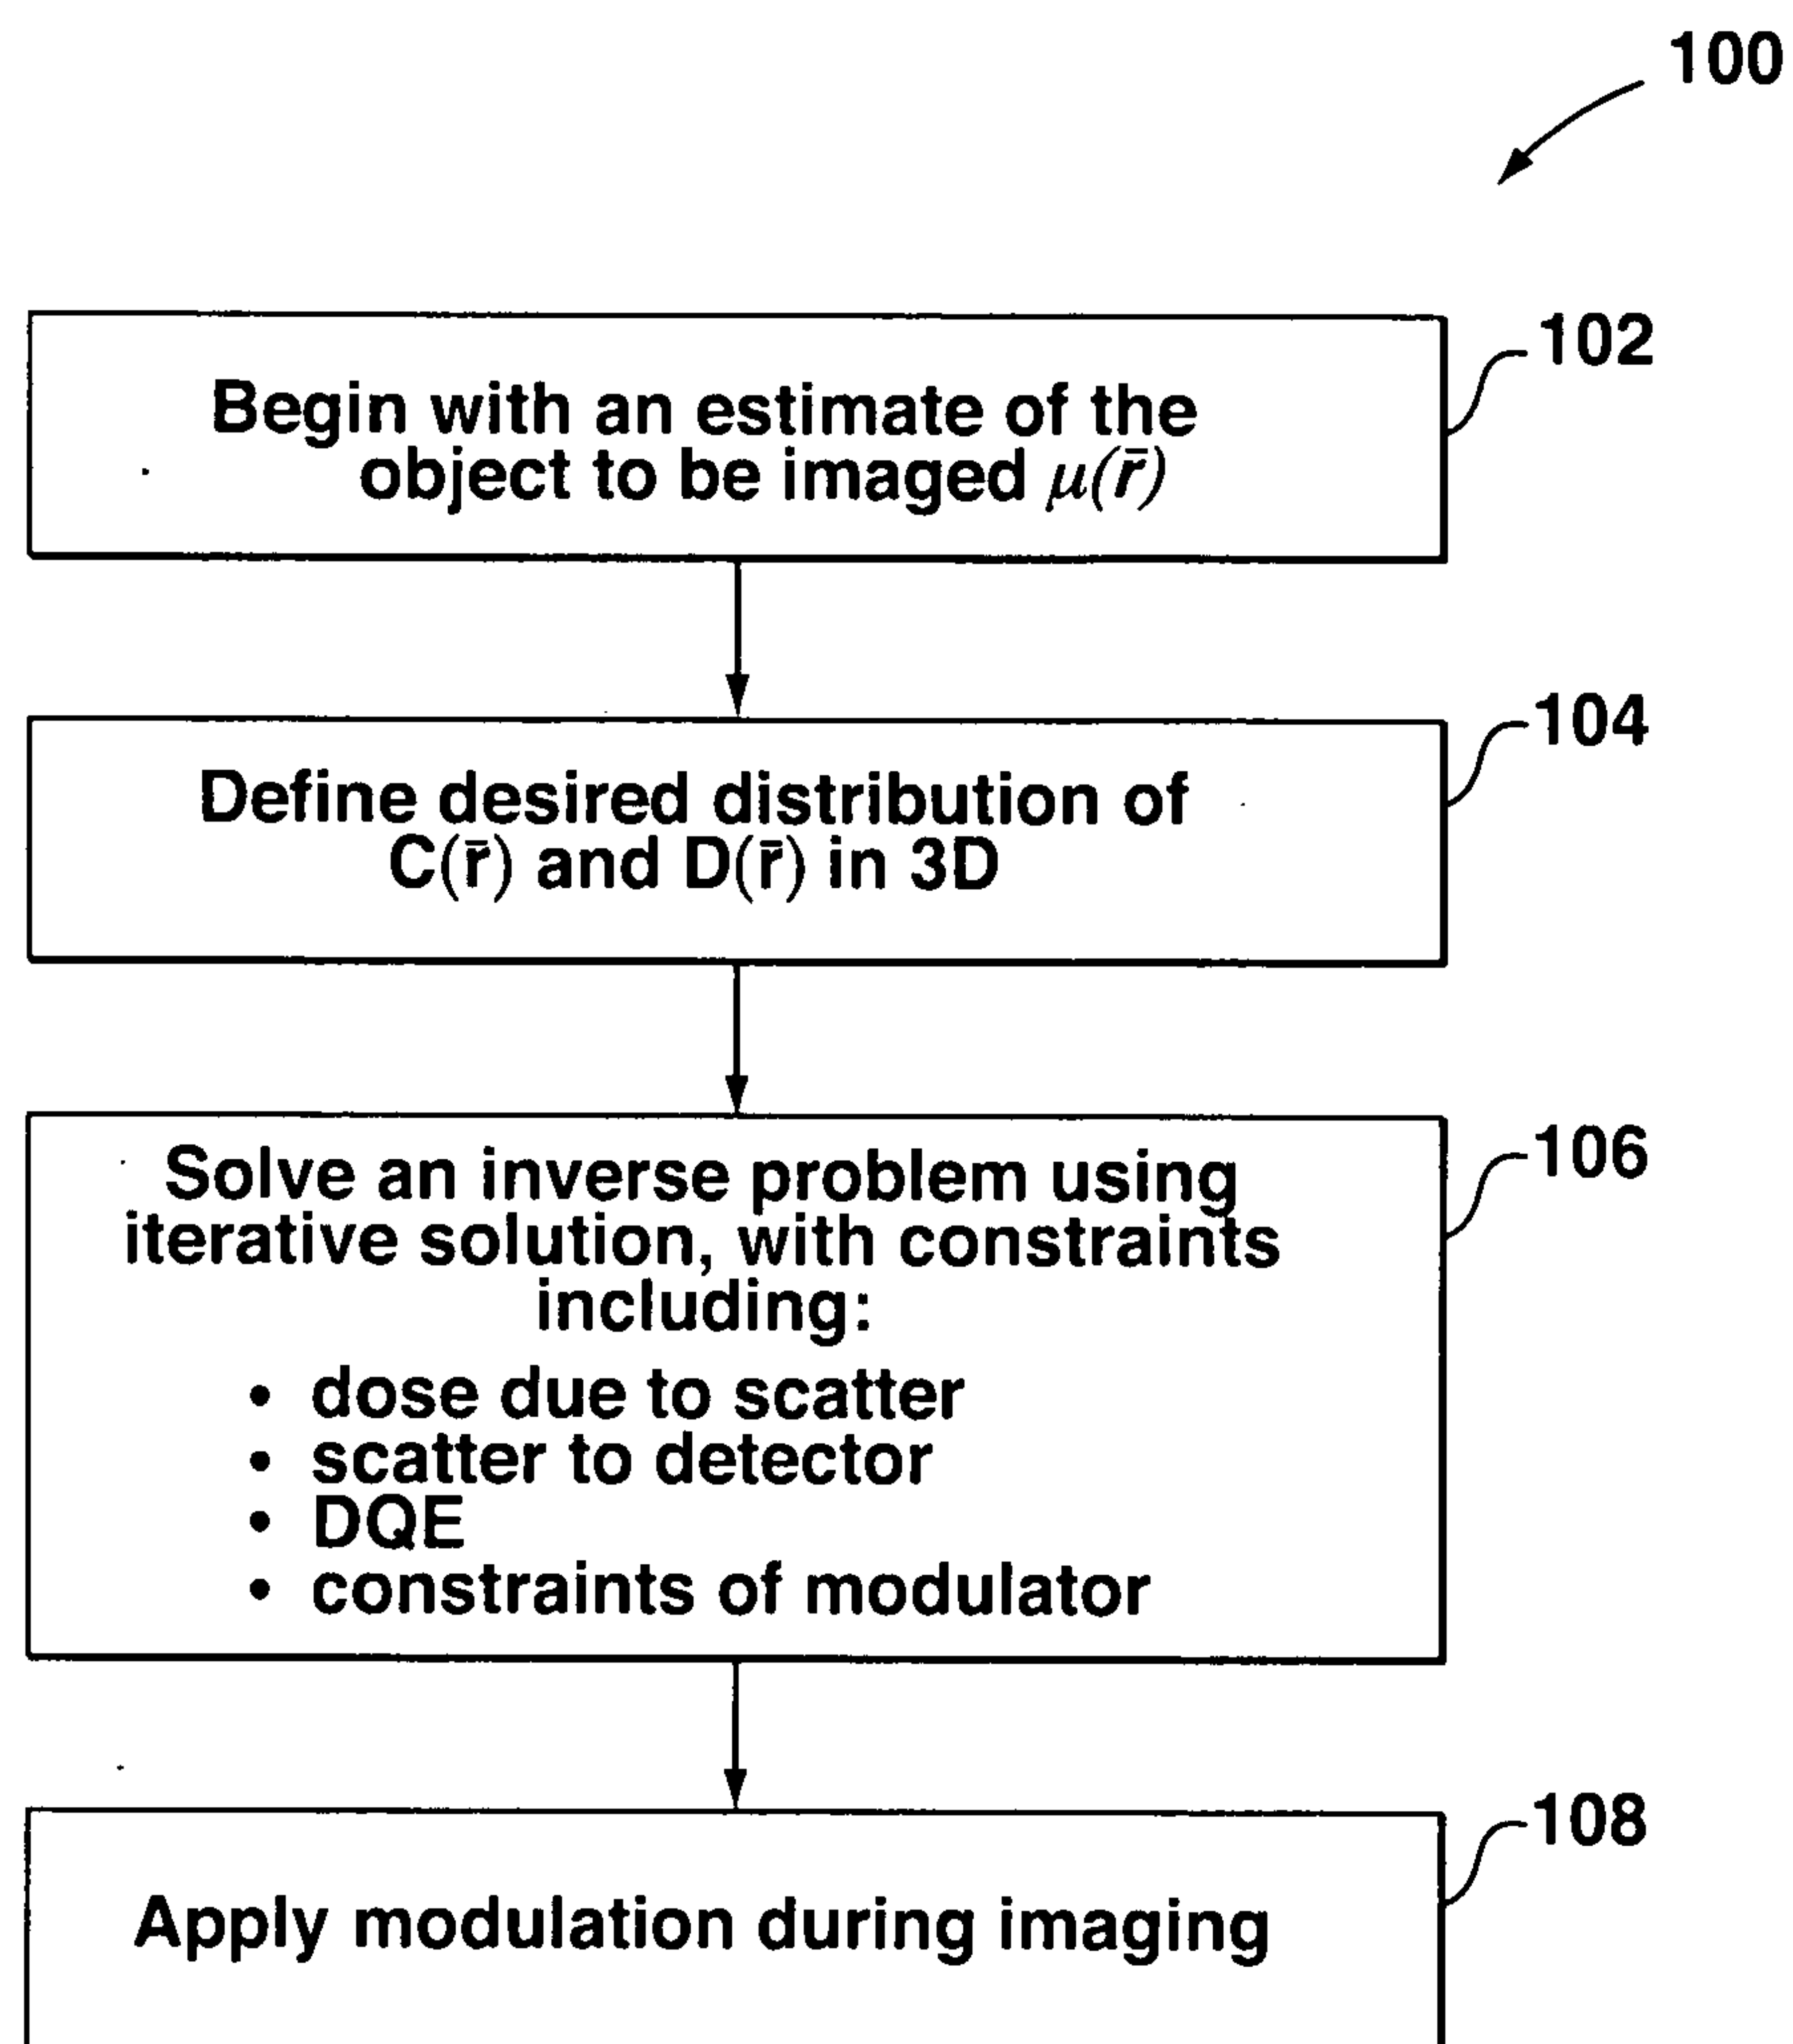 100
102
Begin with an estimate of the
object to be imaged μ(r̄)
104
Define desired distribution of
C(r̄) and D(r̄) in 3D
106
Solve an inverse problem using
iterative solution, with constraints
including:
• dose due to scatter
• scatter to detector
• DQE
• constraints of modulator
108
Apply modulation during imaging